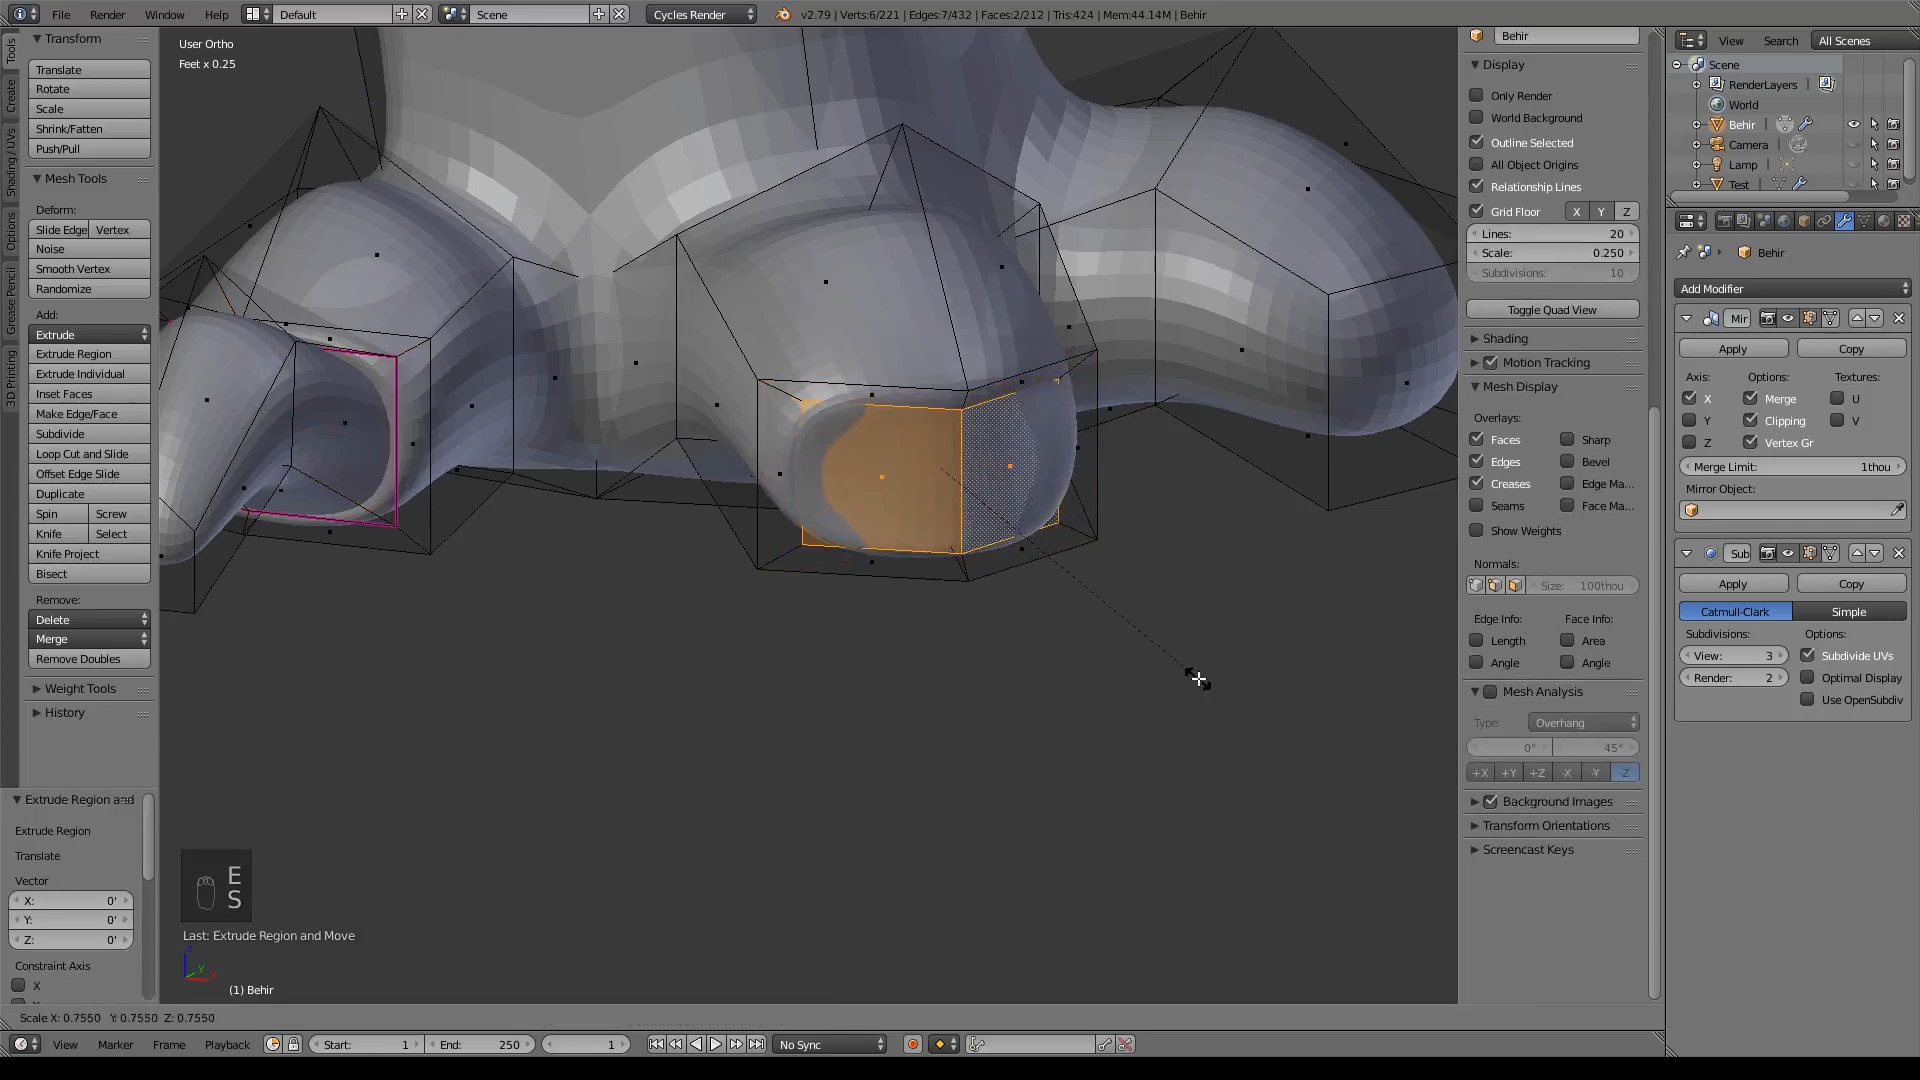 File Render Window Help Default Scene Cycles Render v2.79 | Verts:6/221 | Edges:7/432 | Faces:2/212 | Tris:424 | Mem:44.14M | Behir
Tools
Create
Shading / UVs
Options
Grease Pencil
3D Printing
Transform
Translate
Rotate
Scale
Shrink/Fatten
Push/Pull
Mesh Tools
Deform:
Slide Edge Vertex
Noise
Smooth Vertex
Randomize
Add:
Extrude
Extrude Region
Extrude Individual
Inset Faces
Make Edge/Face
Subdivide
Loop Cut and Slide
Offset Edge Slide
Duplicate
Spin Screw
Knife Select
Knife Project
Bisect
Remove:
Delete
Merge
Remove Doubles
Weight Tools
History
Extrude Region and
Extrude Region
Translate
Vector
X: 0'
Y: 0'
Z: 0'
Constraint Axis
X
User Ortho
Feet x 0.25
E
S
Last: Extrude Region and Move
z
y
(1) Behir
Scale X: 0.7550 Y: 0.7550 Z: 0.7550
View Marker Frame Playback Start: 1 End: 250 1 No Sync
Behir
Display
Only Render
World Background
Outline Selected
All Object Origins
Relationship Lines
Grid Floor X Y Z
Lines: 20
Scale: 0.250
Subdivisions: 10
Toggle Quad View
Shading
Motion Tracking
Mesh Display
Overlays:
Faces Sharp
Edges Bevel
Creases Edge Ma...
Seams Face Ma...
Show Weights
Normals:
Size: 100thou
Edge Info: Face Info:
Length Area
Angle Angle
Mesh Analysis
Type: Overhang
0° 45°
+X +Y +Z -X -Y -Z
Background Images
Transform Orientations
Screencast Keys
View Search All Scenes
Scene
RenderLayers
World
Behir
Camera
Lamp
Test
Behir
Add Modifier
Mir
Apply Copy
Axis: Options: Textures:
X Merge U
Y Clipping V
Z Vertex Gr
Merge Limit: 1thou
Mirror Object:
Sub
Apply Copy
Catmull-Clark Simple
Subdivisions: Options:
View: 3 Subdivide UVs
Render: 2 Optimal Display
Use OpenSubdiv